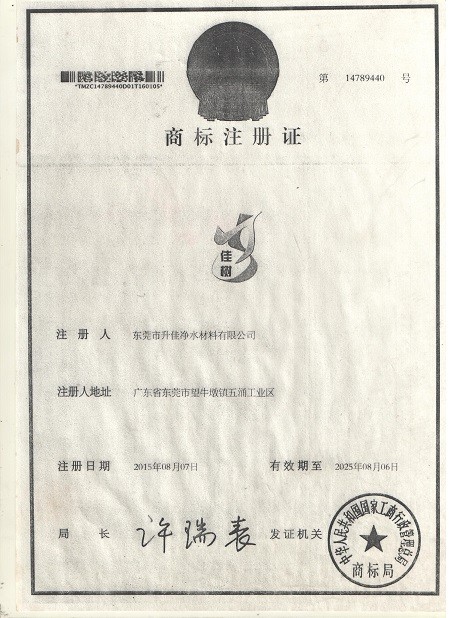 第 14789440 号
*TMZC14789440D01T160105*
商标注册证
佳树
注册人 东莞市升佳净水材料有限公司
注册人地址 广东省东莞市望牛墩镇五涌工业区
注册日期 2015年08月07日 有效期至 2025年08月06日
局长 许瑞表 发证机关
中华人民共和国国家工商行政管理总局
商标局